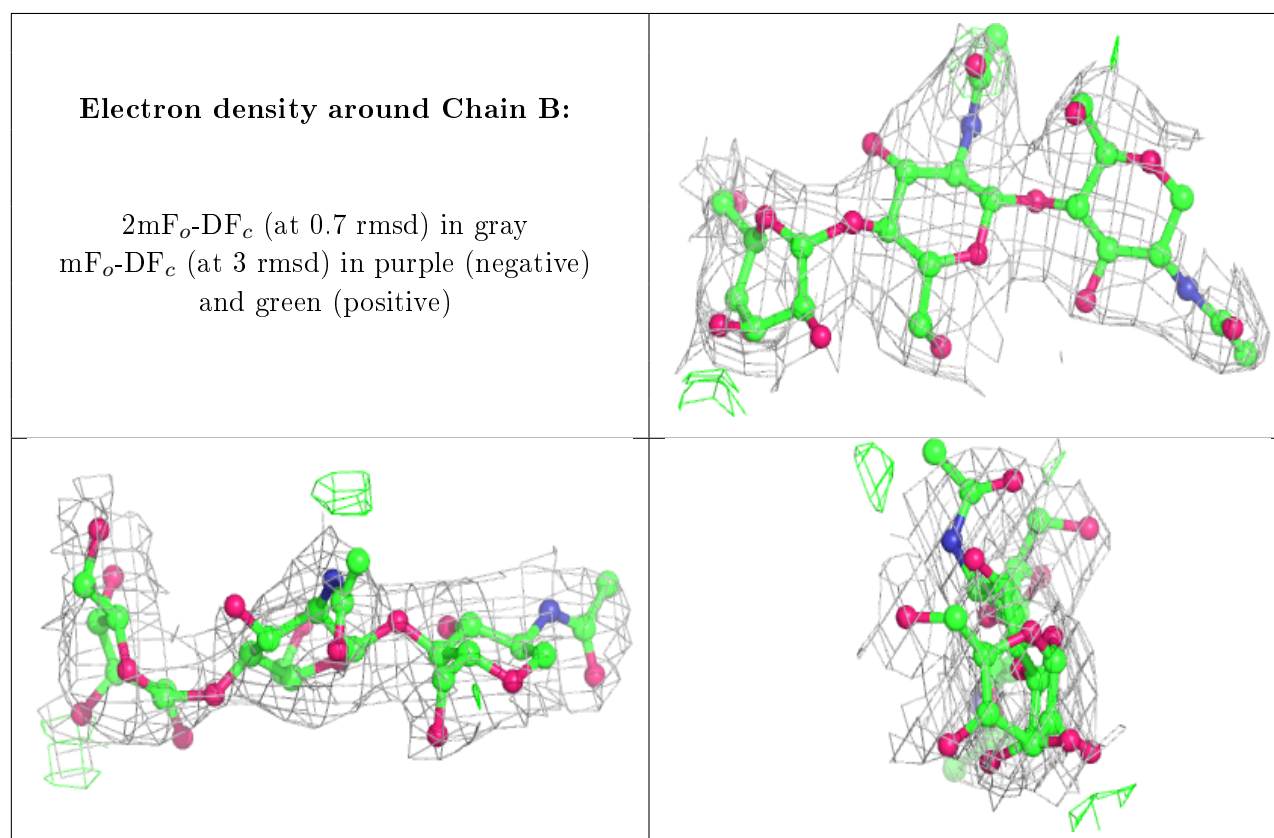 Electron density around Chain B:
2mFₒ-DF𝒸 (at 0.7 rmsd) in gray
mFₒ-DF𝒸 (at 3 rmsd) in purple (negative)
and green (positive)